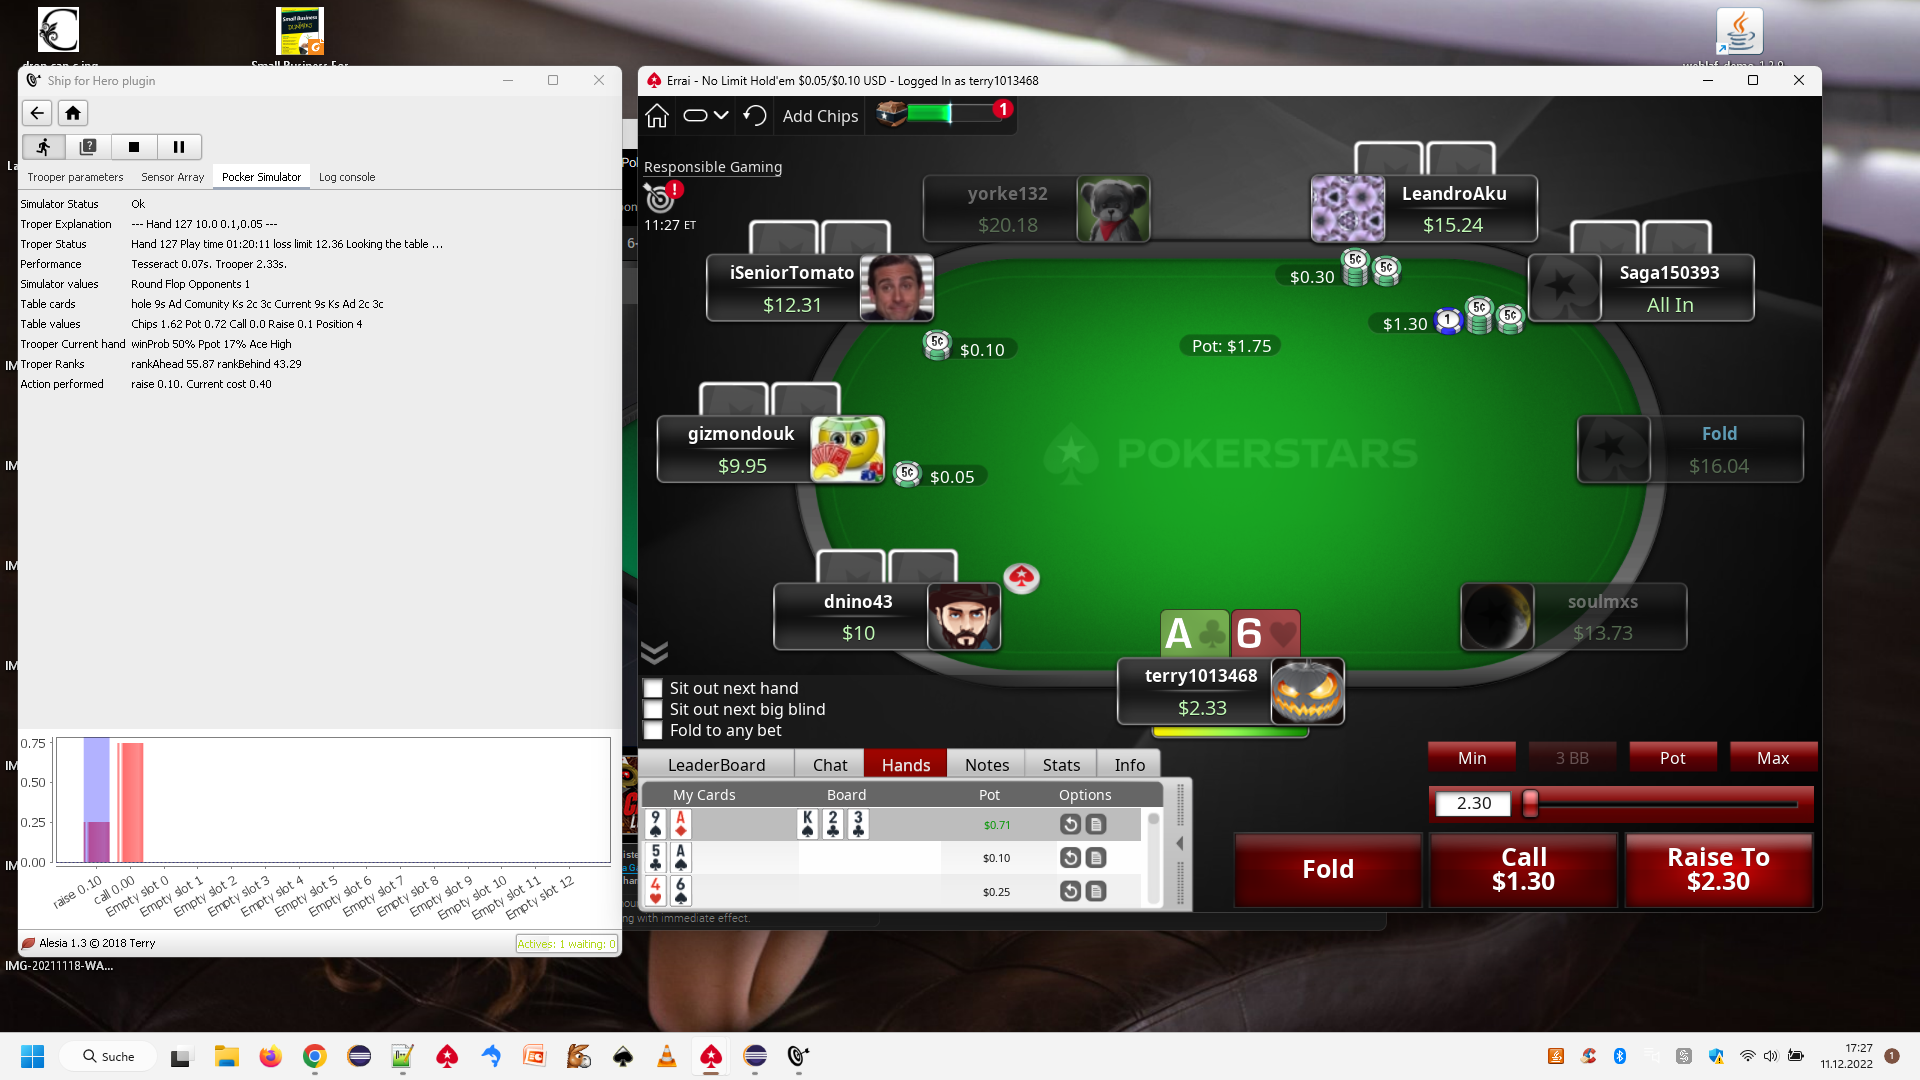 Ship for Hero plugin
Trooper parameters Sensor Array Pocker Simulator Log console
Simulator Status Ok
Troper Explanation --- Hand 127 10.0 0.1,0.05 ---
Troper Status Hand 127 Play time 01:20:11 loss limit 12.36 Looking the table ...
Performance Tesseract 0.07s. Trooper 2.33s.
Simulator values Round Flop Opponents 1
Table cards hole 9s Ad Comunity Ks 2c 3c Current 9s Ks Ad 2c 3c
Table values Chips 1.62 Pot 0.72 Call 0.0 Raise 0.1 Position 4
Trooper Current hand winProb 50% Ppot 17% Ace High
Troper Ranks rankAhead 55.87 rankBehind 43.29
Action performed raise 0.10. Current cost 0.40
0.75
0.50
0.25
0.00
raise 0.10
call 0.00
Empty slot 0
Empty slot 1
Empty slot 2
Empty slot 3
Empty slot 4
Empty slot 5
Empty slot 6
Empty slot 7
Empty slot 8
Empty slot 9
Empty slot 10
Empty slot 11
Empty slot 12
Alesia 1.3 © 2018 Terry
Actives: 1 waiting: 0
IMG-20211118-WA...
Errai - No Limit Hold'em $0.05/$0.10 USD - Logged In as terry1013468
Add Chips
1
Responsible Gaming
11:27 ET
yorke132
$20.18
LeandroAku
$15.24
iSeniorTomato
$12.31
Saga150393
All In
$0.30
5¢
5¢
$1.30
1
5¢
5¢
5¢
$0.10
Pot: $1.75
gizmondouk
$9.95
5¢
$0.05
POKERSTARS
Fold
$16.04
dnino43
$10
soulmxs
$13.73
A 6
terry1013468
$2.33
Sit out next hand
Sit out next big blind
Fold to any bet
LeaderBoard Chat Hands Notes Stats Info
My Cards Board Pot Options
9 A K 2 3 $0.71
5 A $0.10
4 6 $0.25
Min 3 BB Pot Max
2.30
Fold
Call
$1.30
Raise To
$2.30
ng with immediate effect.
Suche
17:27
11.12.2022
1